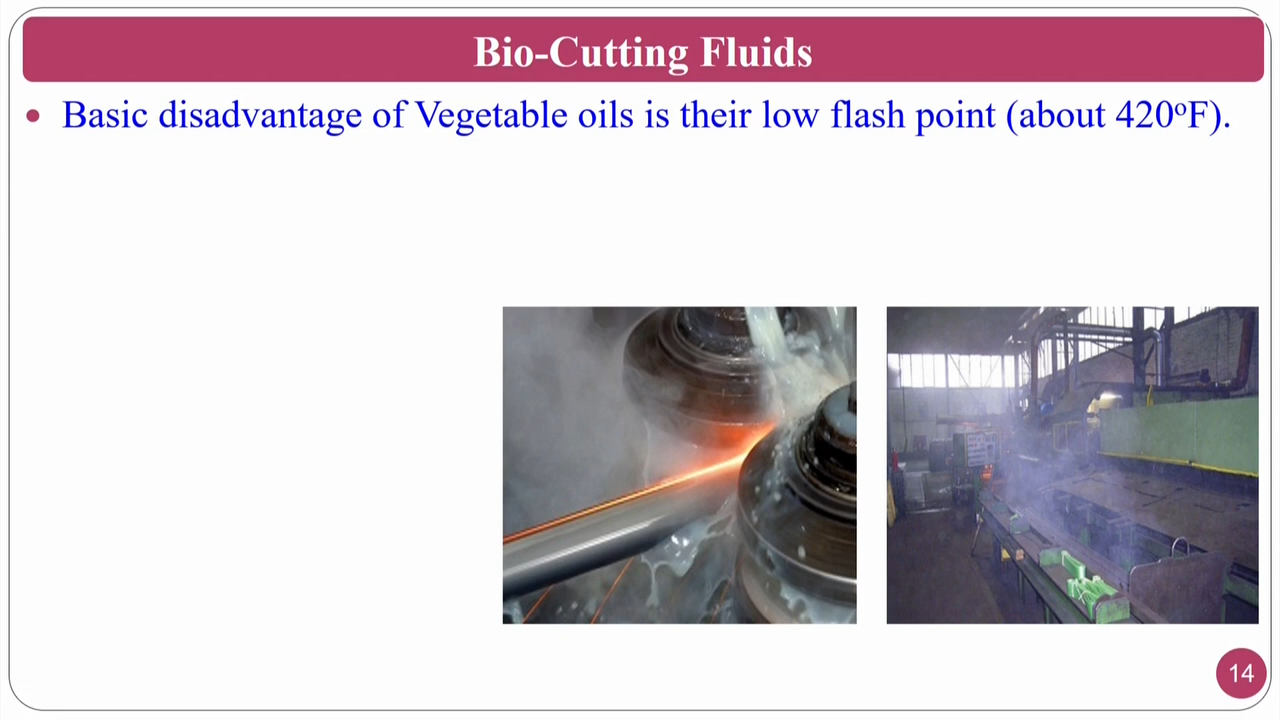 Bio-Cutting Fluids
• Basic disadvantage of Vegetable oils is their low flash point (about 420ºF).
14